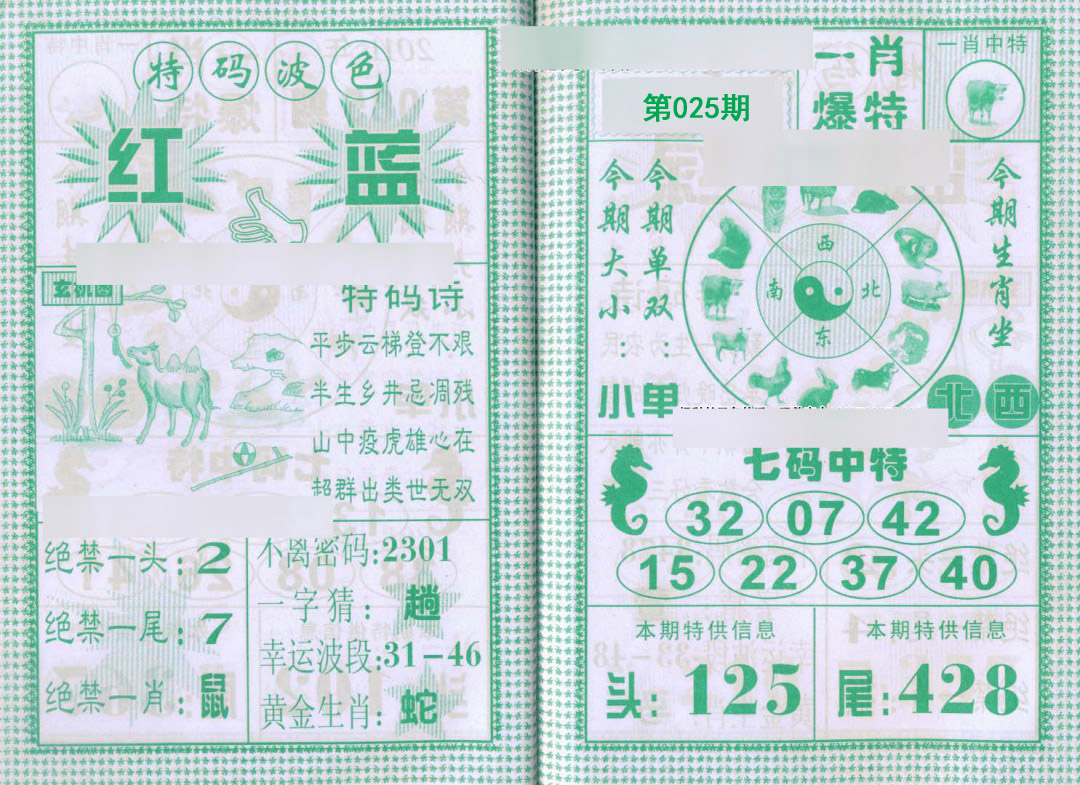 特码波色
红 蓝
玄机图
特码诗
平步云梯登不艰
半生乡井忌凋残
山中疫虎雄心在
超群出类世无双
绝禁一头:2
绝禁一尾:7
绝禁一肖:鼠
不离密码:2301
一字猜:趟
幸运波段:31-46
黄金生肖:蛇
第025期
一肖
爆特
一肖中特
今期大小:小
今期单双:单
西
南 北
东
今期生肖坐
北 西
七码中特
32 07 42
15 22 37 40
本期特供信息
头:125
本期特供信息
尾:428